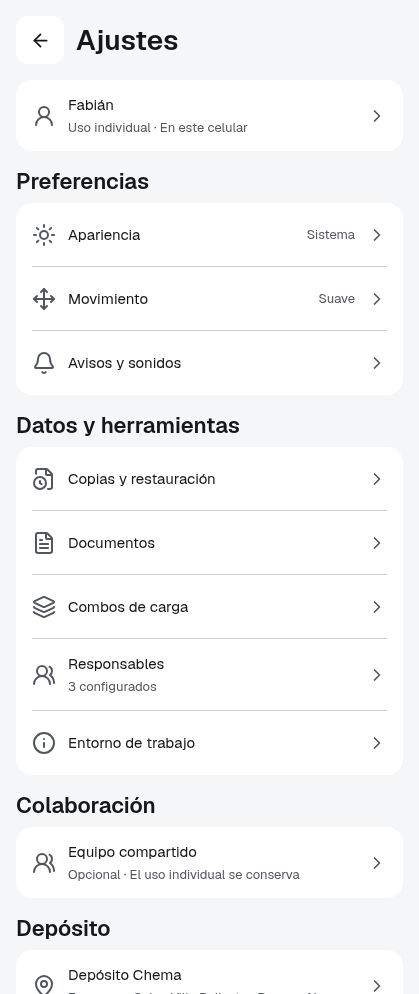 Ajustes
Fabián
Uso individual · En este celular
Preferencias
Apariencia
Sistema
Movimiento
Suave
Avisos y sonidos
Datos y herramientas
Copias y restauración
Documentos
Combos de carga
Responsables
3 configurados
Entorno de trabajo
Colaboración
Equipo compartido
Opcional · El uso individual se conserva
Depósito
Depósito Chema